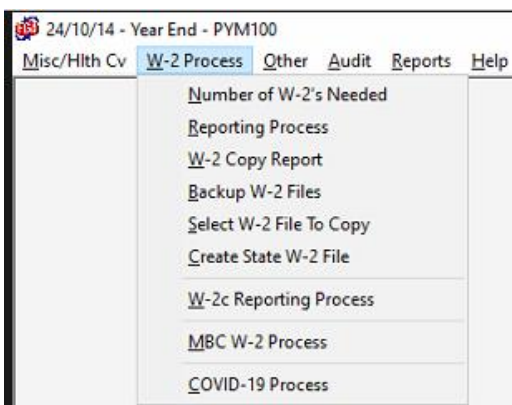 24/10/14 - Year End - PYM100
Misc/Hlth Cv W-2 Process Other Audit Reports Help
Number of W-2's Needed
Reporting Process
W-2 Copy Report
Backup W-2 Files
Select W-2 File To Copy
Create State W-2 File
W-2c Reporting Process
MBC W-2 Process
COVID-19 Process